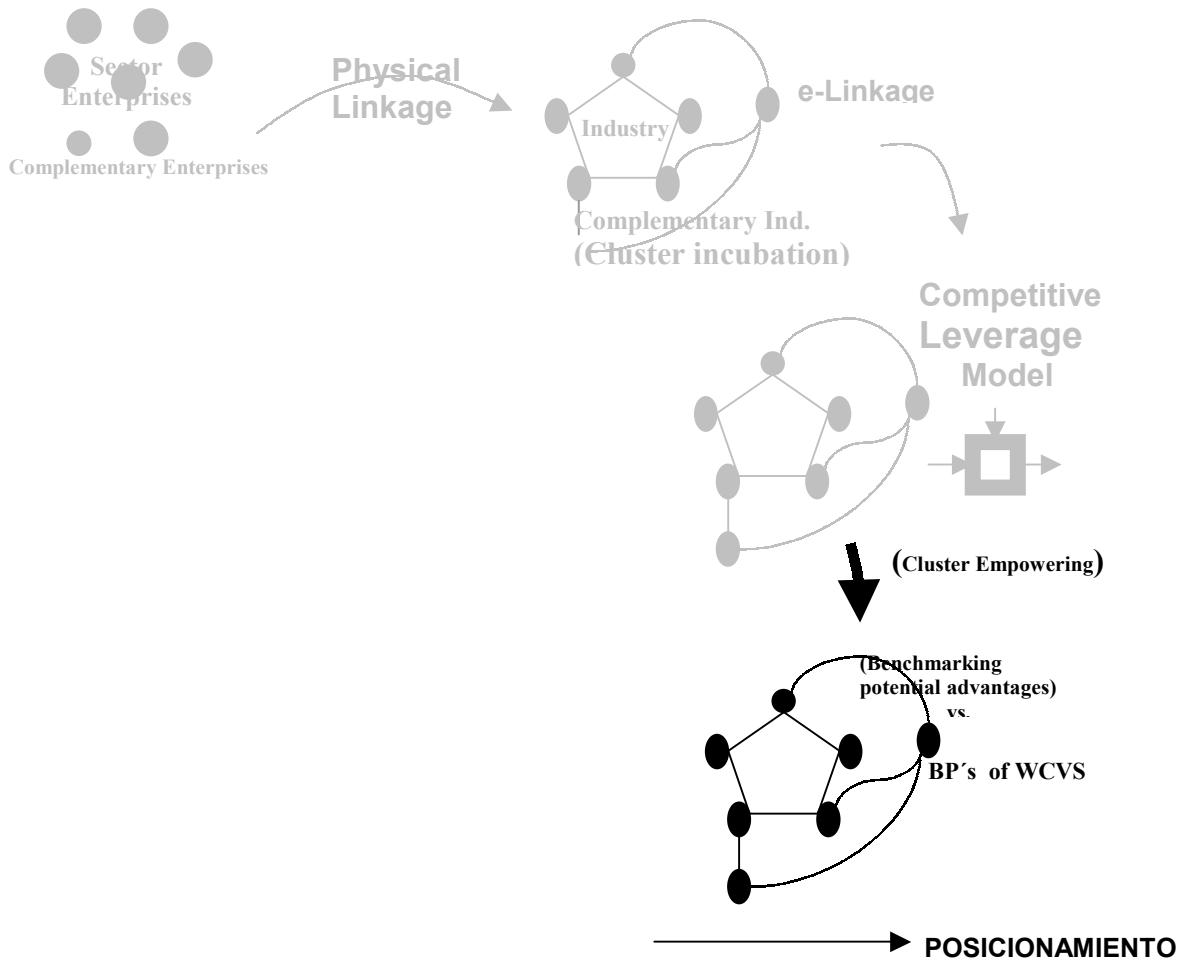 Sector
Enterprises
Complementary Enterprises
Physical
Linkage
Industry
e-Linkage
Complementary Ind.
(Cluster incubation)
Competitive
Leverage
Model
(Cluster Empowering)
(Benchmarking
potential advantages)
vs.
BP´s of WCVS
POSICIONAMIENTO